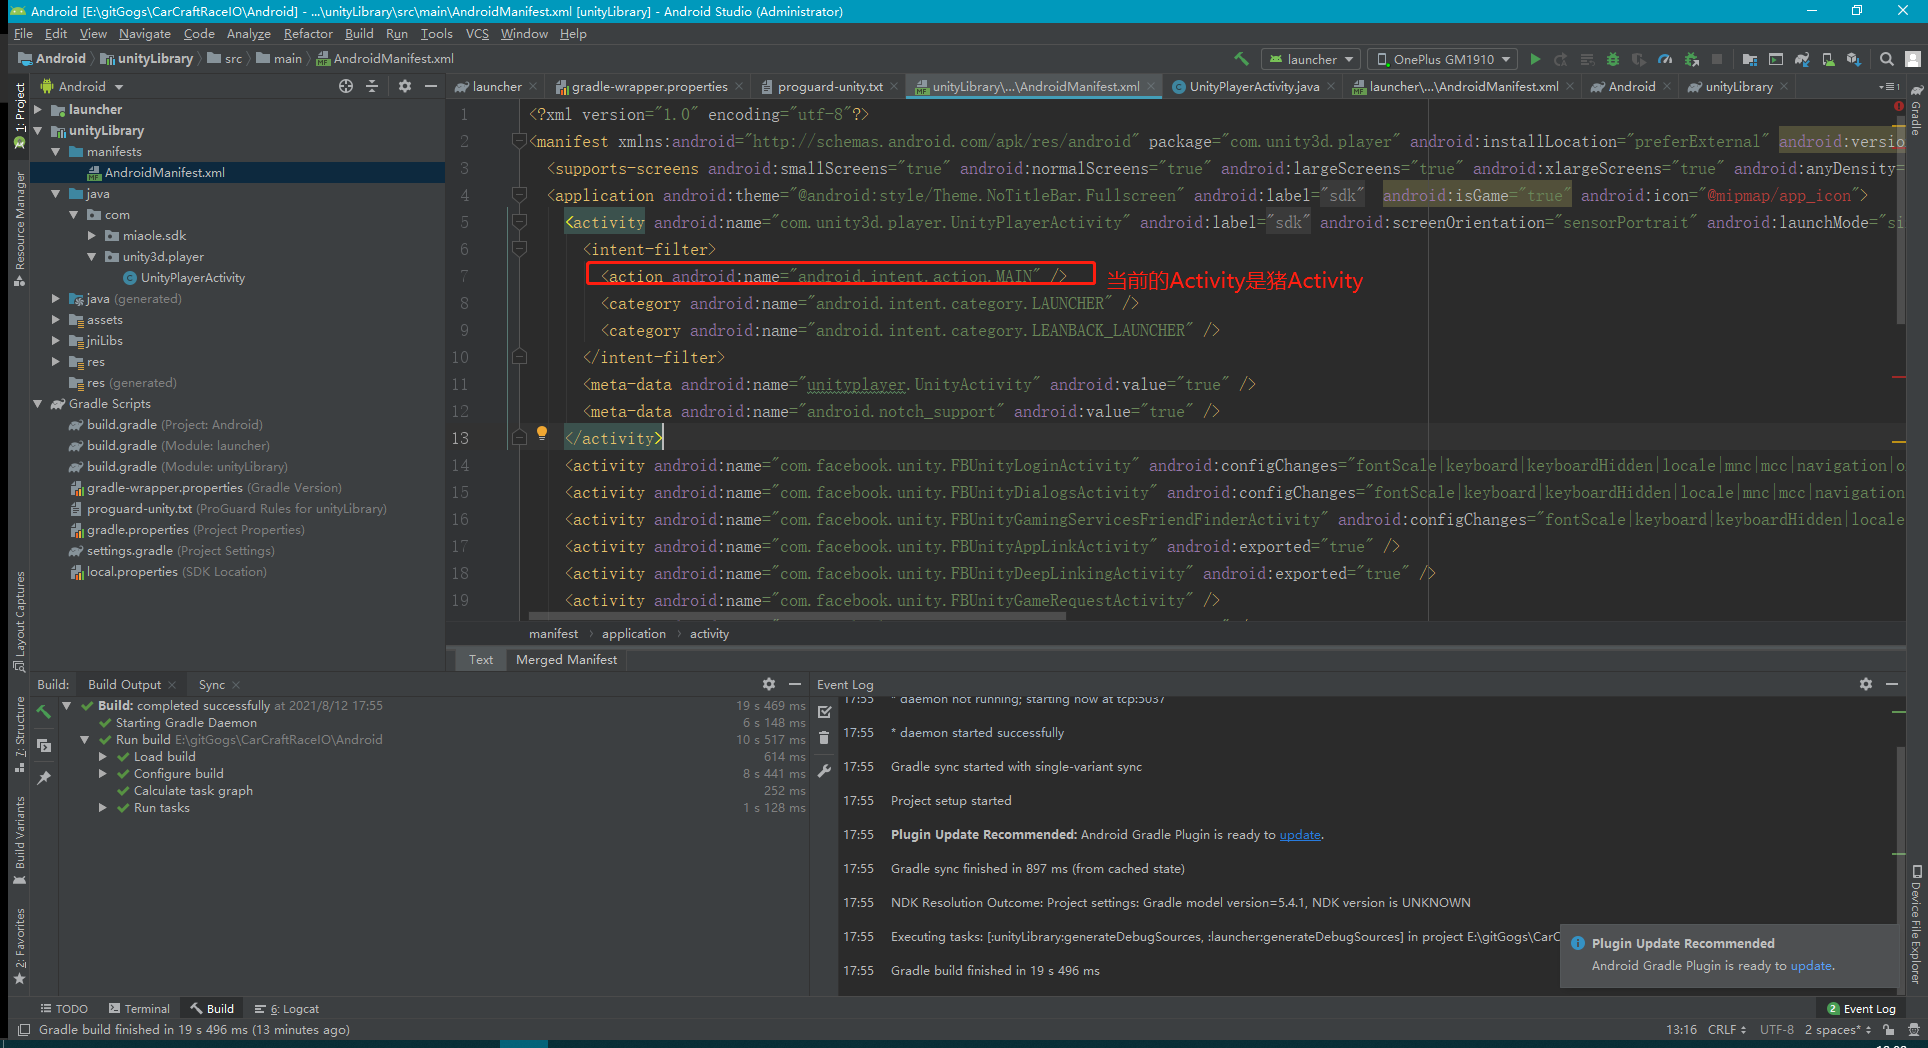 Android [E:\gitGogs\CarCraftRaceIO\Android] - ...\unityLibrary\src\main\AndroidManifest.xml [unityLibrary] - Android Studio (Administrator)
File Edit View Navigate Code Analyze Refactor Build Run Tools VCS Window Help
Android unityLibrary src main AndroidManifest.xml launcher OnePlus GM1910
Android
launcher gradle-wrapper.properties proguard-unity.txt unityLibrary\...\AndroidManifest.xml UnityPlayerActivity.java launcher\...\AndroidManifest.xml Android unityLibrary
1: Project
Resource Manager
Layout Captures
7: Structure
Build Variants
2: Favorites
launcher
unityLibrary
manifests
AndroidManifest.xml
java
com
miaole.sdk
unity3d.player
UnityPlayerActivity
java (generated)
assets
jniLibs
res
res (generated)
Gradle Scripts
build.gradle (Project: Android)
build.gradle (Module: launcher)
build.gradle (Module: unityLibrary)
gradle-wrapper.properties (Gradle Version)
proguard-unity.txt (ProGuard Rules for unityLibrary)
gradle.properties (Project Properties)
settings.gradle (Project Settings)
local.properties (SDK Location)
1 <?xml version="1.0" encoding="utf-8"?>
2 <manifest xmlns:android="http://schemas.android.com/apk/res/android" package="com.unity3d.player" android:installLocation="preferExternal" android:versio
3 <supports-screens android:smallScreens="true" android:normalScreens="true" android:largeScreens="true" android:xlargeScreens="true" android:anyDensity=
4 <application android:theme="@android:style/Theme.NoTitleBar.Fullscreen" android:label="sdk" android:isGame="true" android:icon="@mipmap/app_icon">
5 <activity android:name="com.unity3d.player.UnityPlayerActivity" android:label="sdk" android:screenOrientation="sensorPortrait" android:launchMode="si
6 <intent-filter>
7 <action android:name="android.intent.action.MAIN" /> 当前的Activity是猪Activity
8 <category android:name="android.intent.category.LAUNCHER" />
9 <category android:name="android.intent.category.LEANBACK_LAUNCHER" />
10 </intent-filter>
11 <meta-data android:name="unityplayer.UnityActivity" android:value="true" />
12 <meta-data android:name="android.notch_support" android:value="true" />
13 </activity>
14 <activity android:name="com.facebook.unity.FBUnityLoginActivity" android:configChanges="fontScale|keyboard|keyboardHidden|locale|mnc|mcc|navigation|o
15 <activity android:name="com.facebook.unity.FBUnityDialogsActivity" android:configChanges="fontScale|keyboard|keyboardHidden|locale|mnc|mcc|navigation
16 <activity android:name="com.facebook.unity.FBUnityGamingServicesFriendFinderActivity" android:configChanges="fontScale|keyboard|keyboardHidden|locale
17 <activity android:name="com.facebook.unity.FBUnityAppLinkActivity" android:exported="true" />
18 <activity android:name="com.facebook.unity.FBUnityDeepLinkingActivity" android:exported="true" />
19 <activity android:name="com.facebook.unity.FBUnityGameRequestActivity" />
manifest application activity
Text Merged Manifest
Gradle
Device File Explorer
Build: Build Output Sync
Build: completed successfully at 2021/8/12 17:55 19 s 469 ms
Starting Gradle Daemon 6 s 148 ms
Run build E:\gitGogs\CarCraftRaceIO\Android 10 s 517 ms
Load build 614 ms
Configure build 8 s 441 ms
Calculate task graph 252 ms
Run tasks 1 s 128 ms
Event Log
17:55 * daemon not running; starting now at tcp:5037
17:55 * daemon started successfully
17:55 Gradle sync started with single-variant sync
17:55 Project setup started
17:55 Plugin Update Recommended: Android Gradle Plugin is ready to update.
17:55 Gradle sync finished in 897 ms (from cached state)
17:55 NDK Resolution Outcome: Project settings: Gradle model version=5.4.1, NDK version is UNKNOWN
17:55 Executing tasks: [:unityLibrary:generateDebugSources, :launcher:generateDebugSources] in project E:\gitGogs\CarC
17:55 Gradle build finished in 19 s 496 ms
Plugin Update Recommended
Android Gradle Plugin is ready to update.
TODO Terminal Build 6: Logcat 2 Event Log
Gradle build finished in 19 s 496 ms (13 minutes ago) 13:16 CRLF UTF-8 2 spaces*